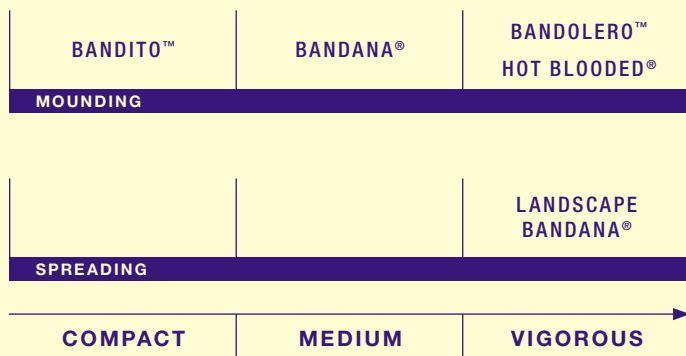 BANDITO™
BANDANA®
BANDOLERO™
HOT BLOODED®
MOUNDING
LANDSCAPE
BANDANA®
SPREADING
COMPACT
MEDIUM
VIGOROUS